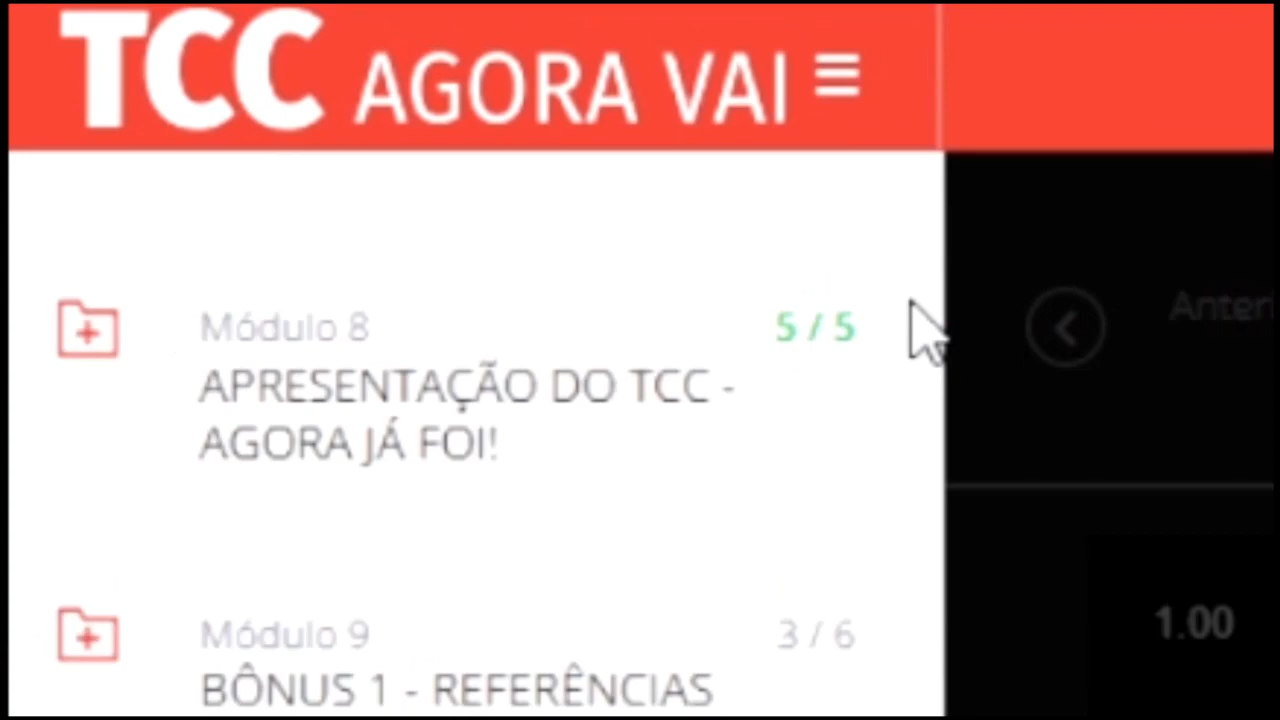 TCC AGORA VAI
Módulo 8 5 / 5
APRESENTAÇÃO DO TCC -
AGORA JÁ FOI!
Módulo 9 3 / 6
BÔNUS 1 - REFERÊNCIAS
Anteri
1.00